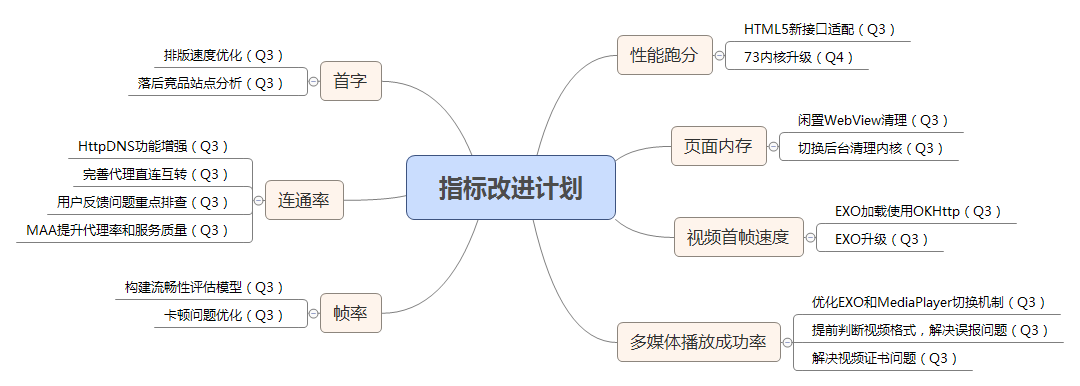 指标改进计划
首字
排版速度优化（Q3）
落后竞品站点分析（Q3）
连通率
HttpDNS功能增强（Q3）
完善代理直连互转（Q3）
用户反馈问题重点排查（Q3）
MAA提升代理率和服务质量（Q3）
帧率
构建流畅性评估模型（Q3）
卡顿问题优化（Q3）
性能跑分
HTML5新接口适配（Q3）
73内核升级（Q4）
页面内存
闲置WebView清理（Q3）
切换后台清理内核（Q3）
视频首帧速度
EXO加载使用OKHttp（Q3）
EXO升级（Q3）
多媒体播放成功率
优化EXO和MediaPlayer切换机制（Q3）
提前判断视频格式，解决误报问题（Q3）
解决视频证书问题（Q3）